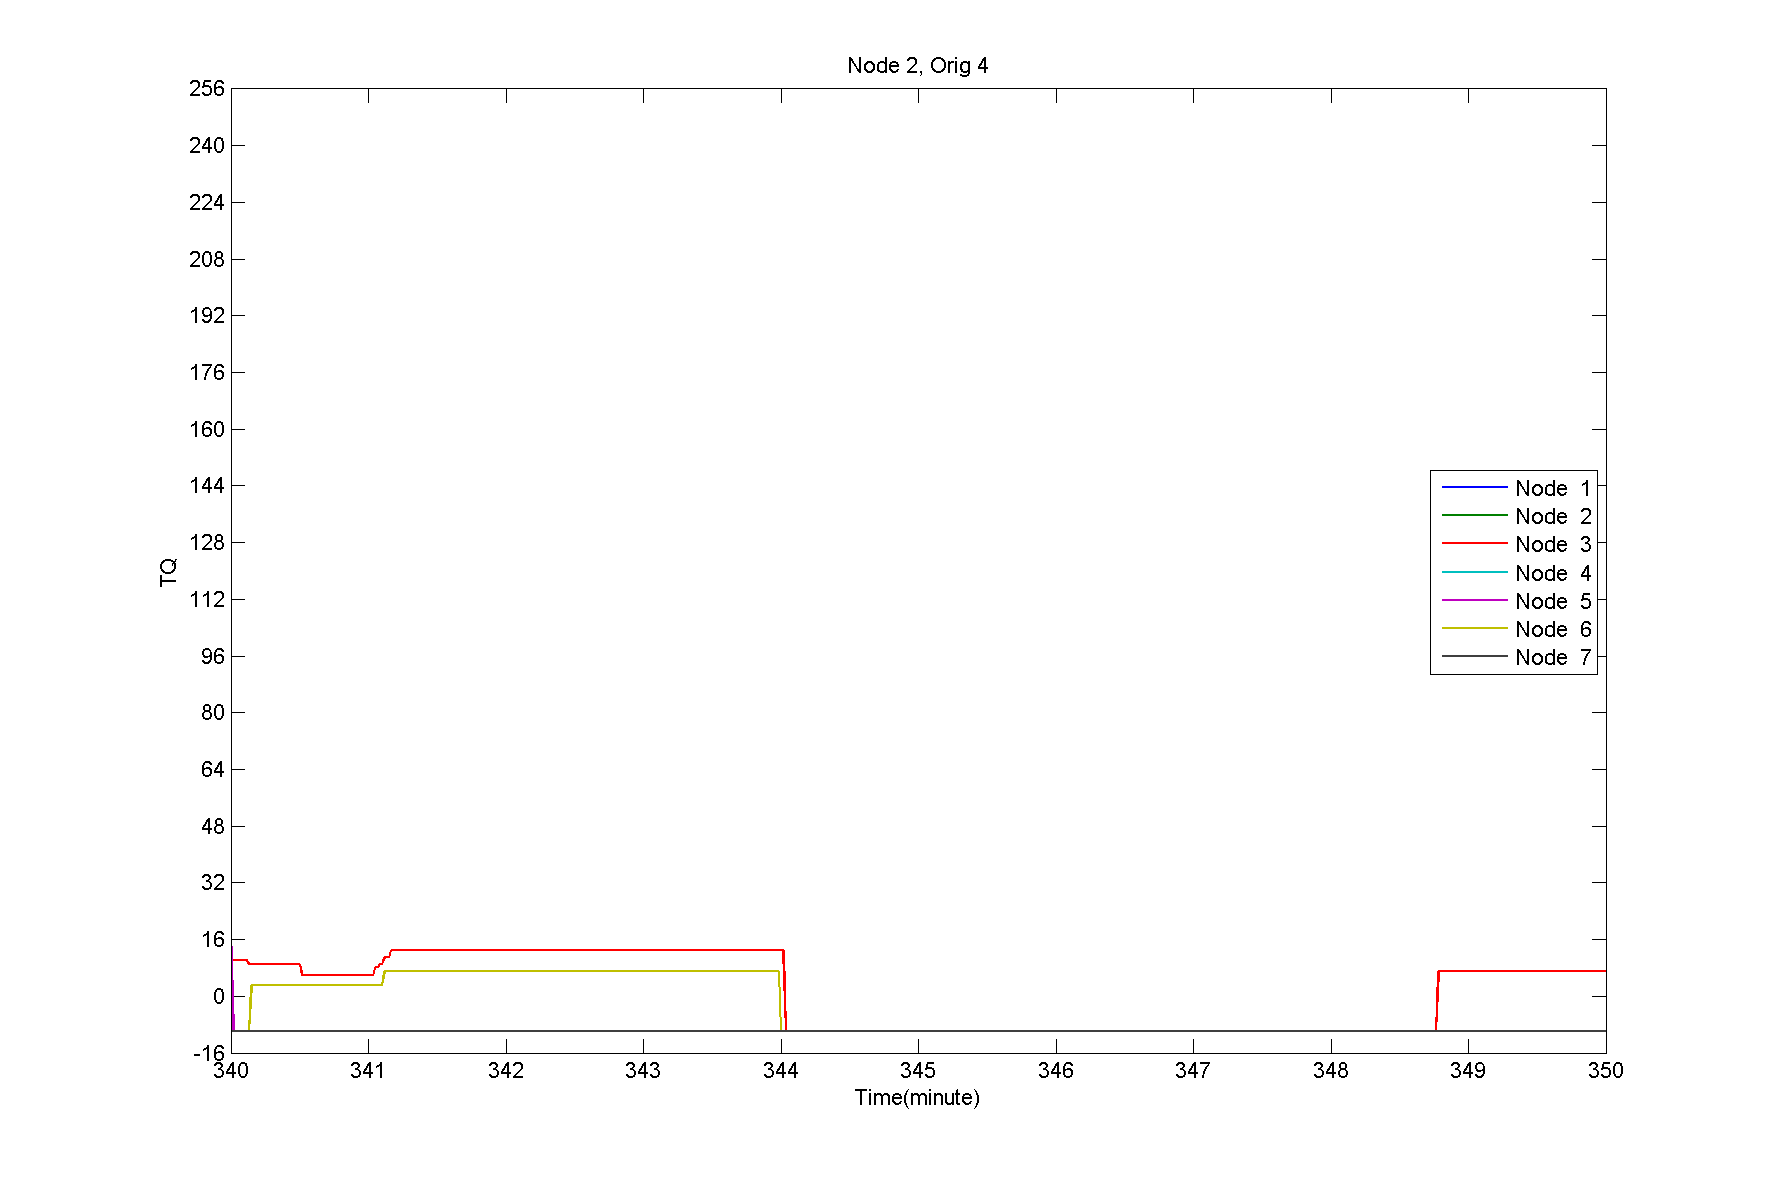 Node 2, Orig 4
256
240
224
208
192
176
160
144
128
112
96
80
64
48
32
16
0
-16
TQ
Node 1
Node 2
Node 3
Node 4
Node 5
Node 6
Node 7
340 341 342 343 344 345 346 347 348 349 350
Time(minute)